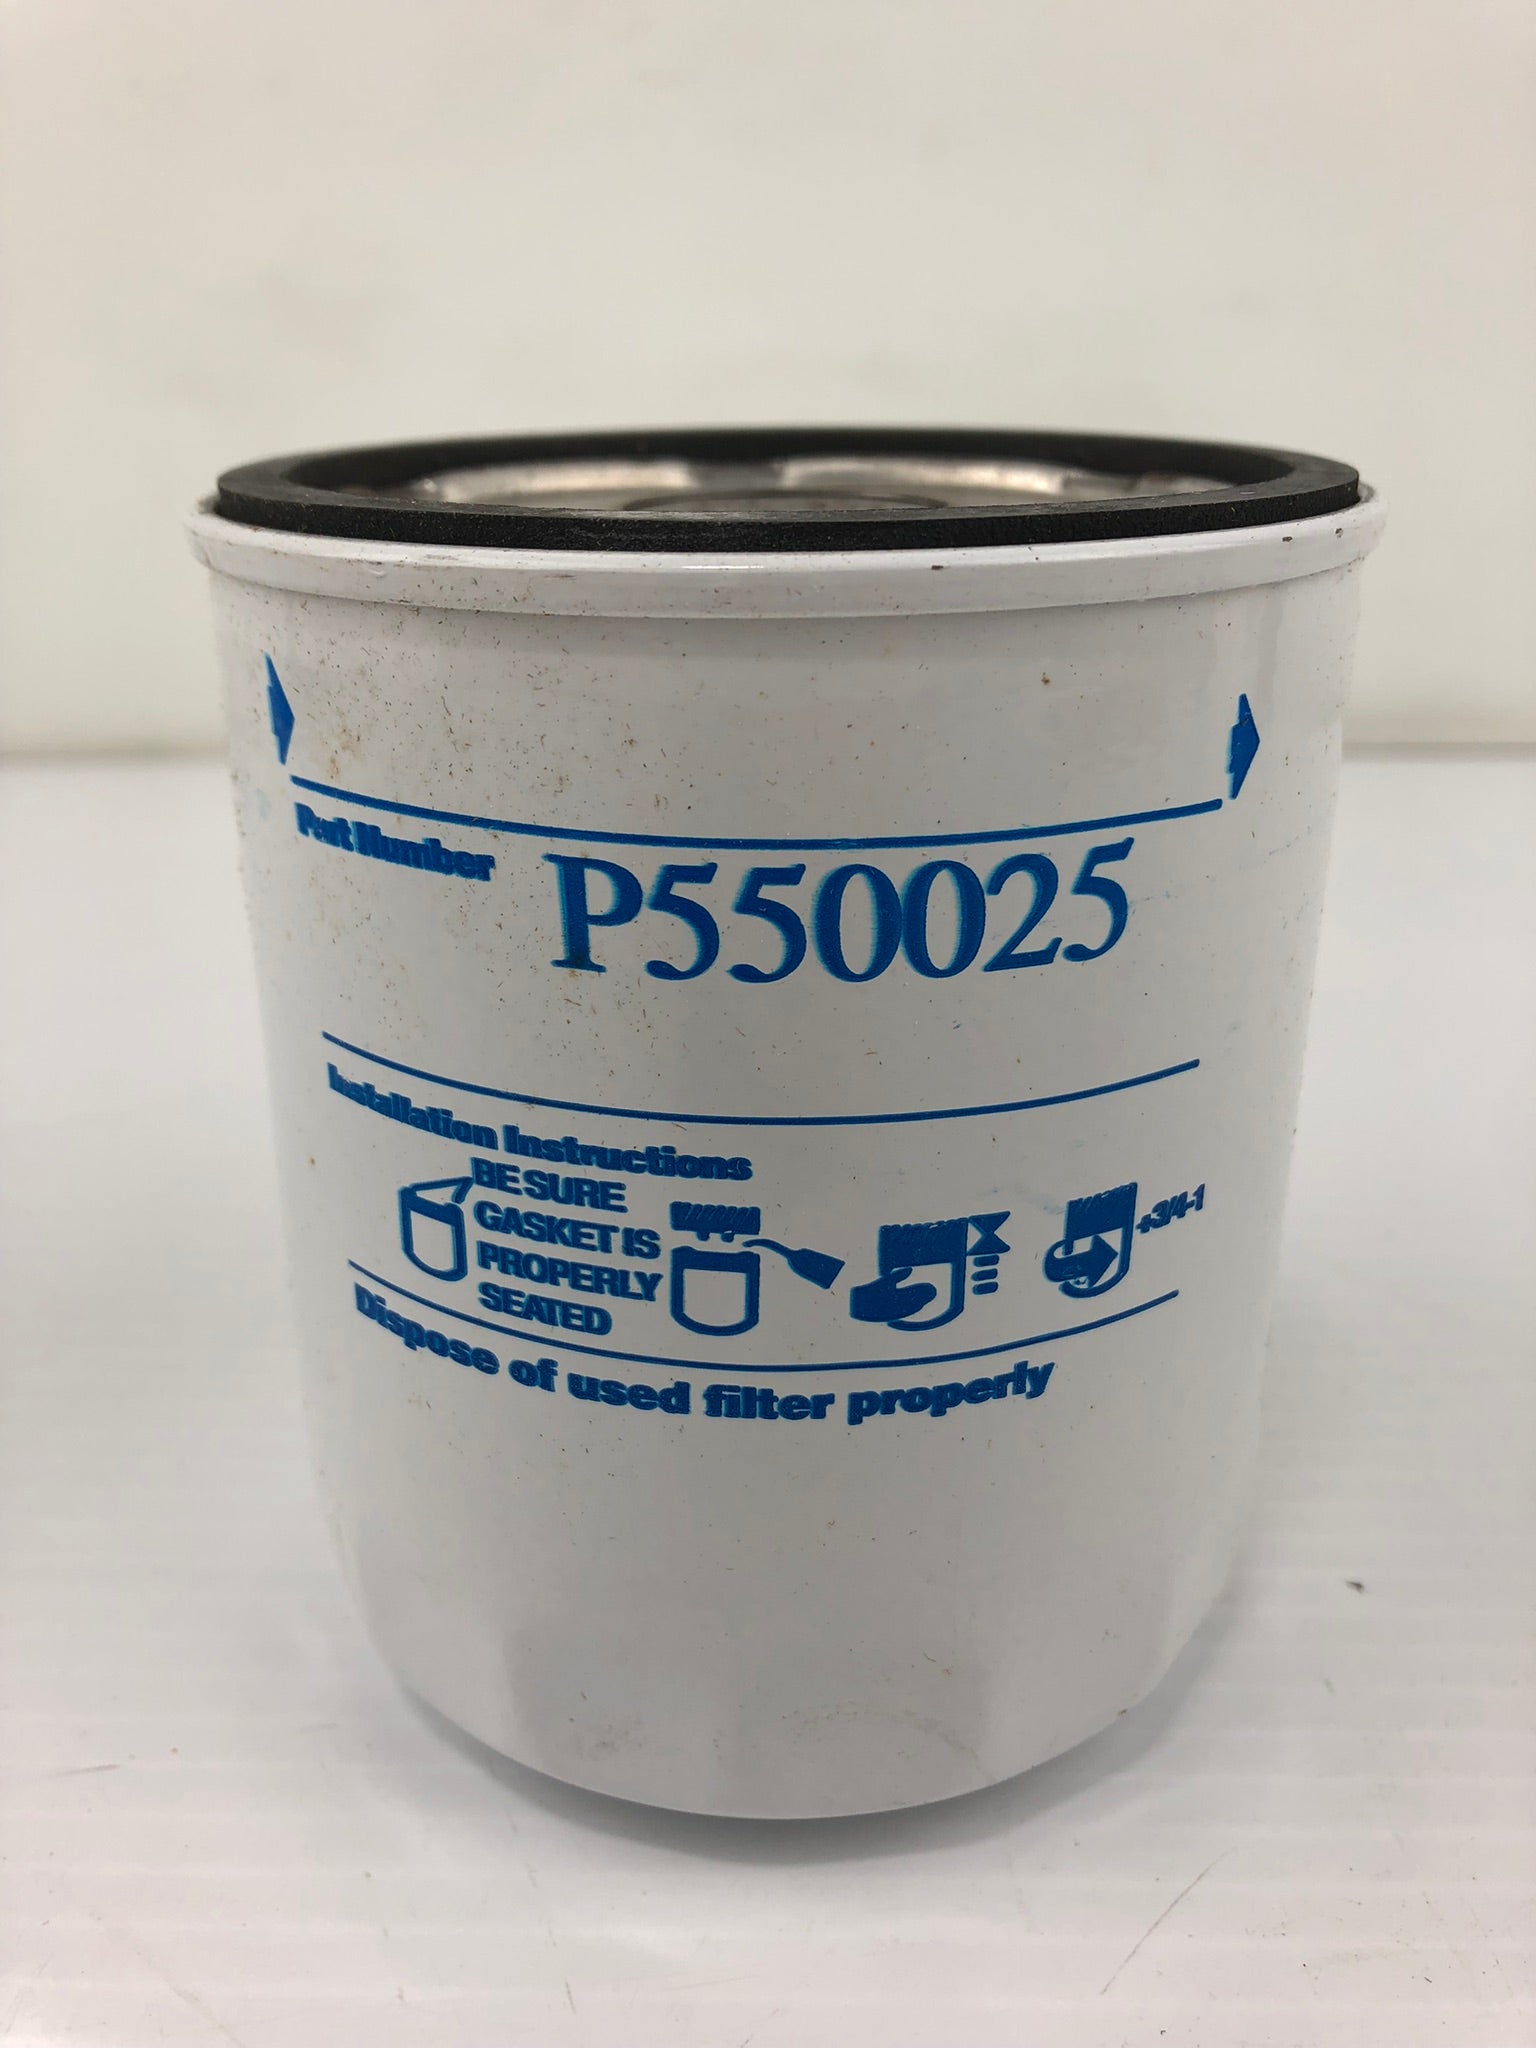 Part Number P550025
Installation Instructions
BE SURE
GASKET IS
PROPERLY
SEATED
+3/4-1
Dispose of used filter properly